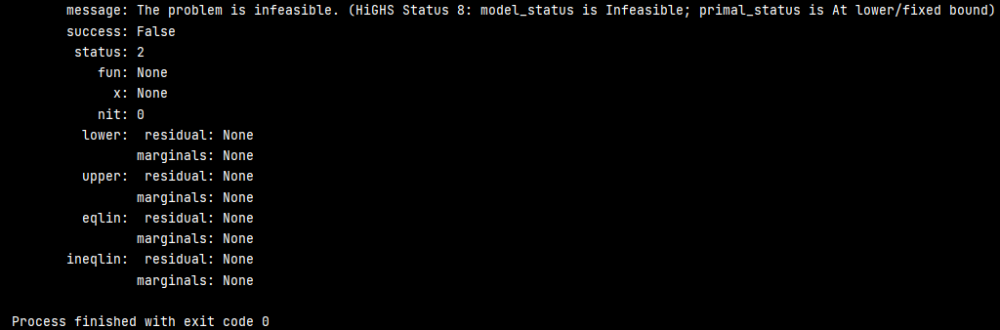 message: The problem is infeasible. (HiGHS Status 8: model_status is Infeasible; primal_status is At lower/fixed bound)
success: False
status: 2
fun: None
x: None
nit: 0
lower:  residual: None
marginals: None
upper:  residual: None
marginals: None
eqlin:  residual: None
marginals: None
ineqlin:  residual: None
marginals: None
Process finished with exit code 0